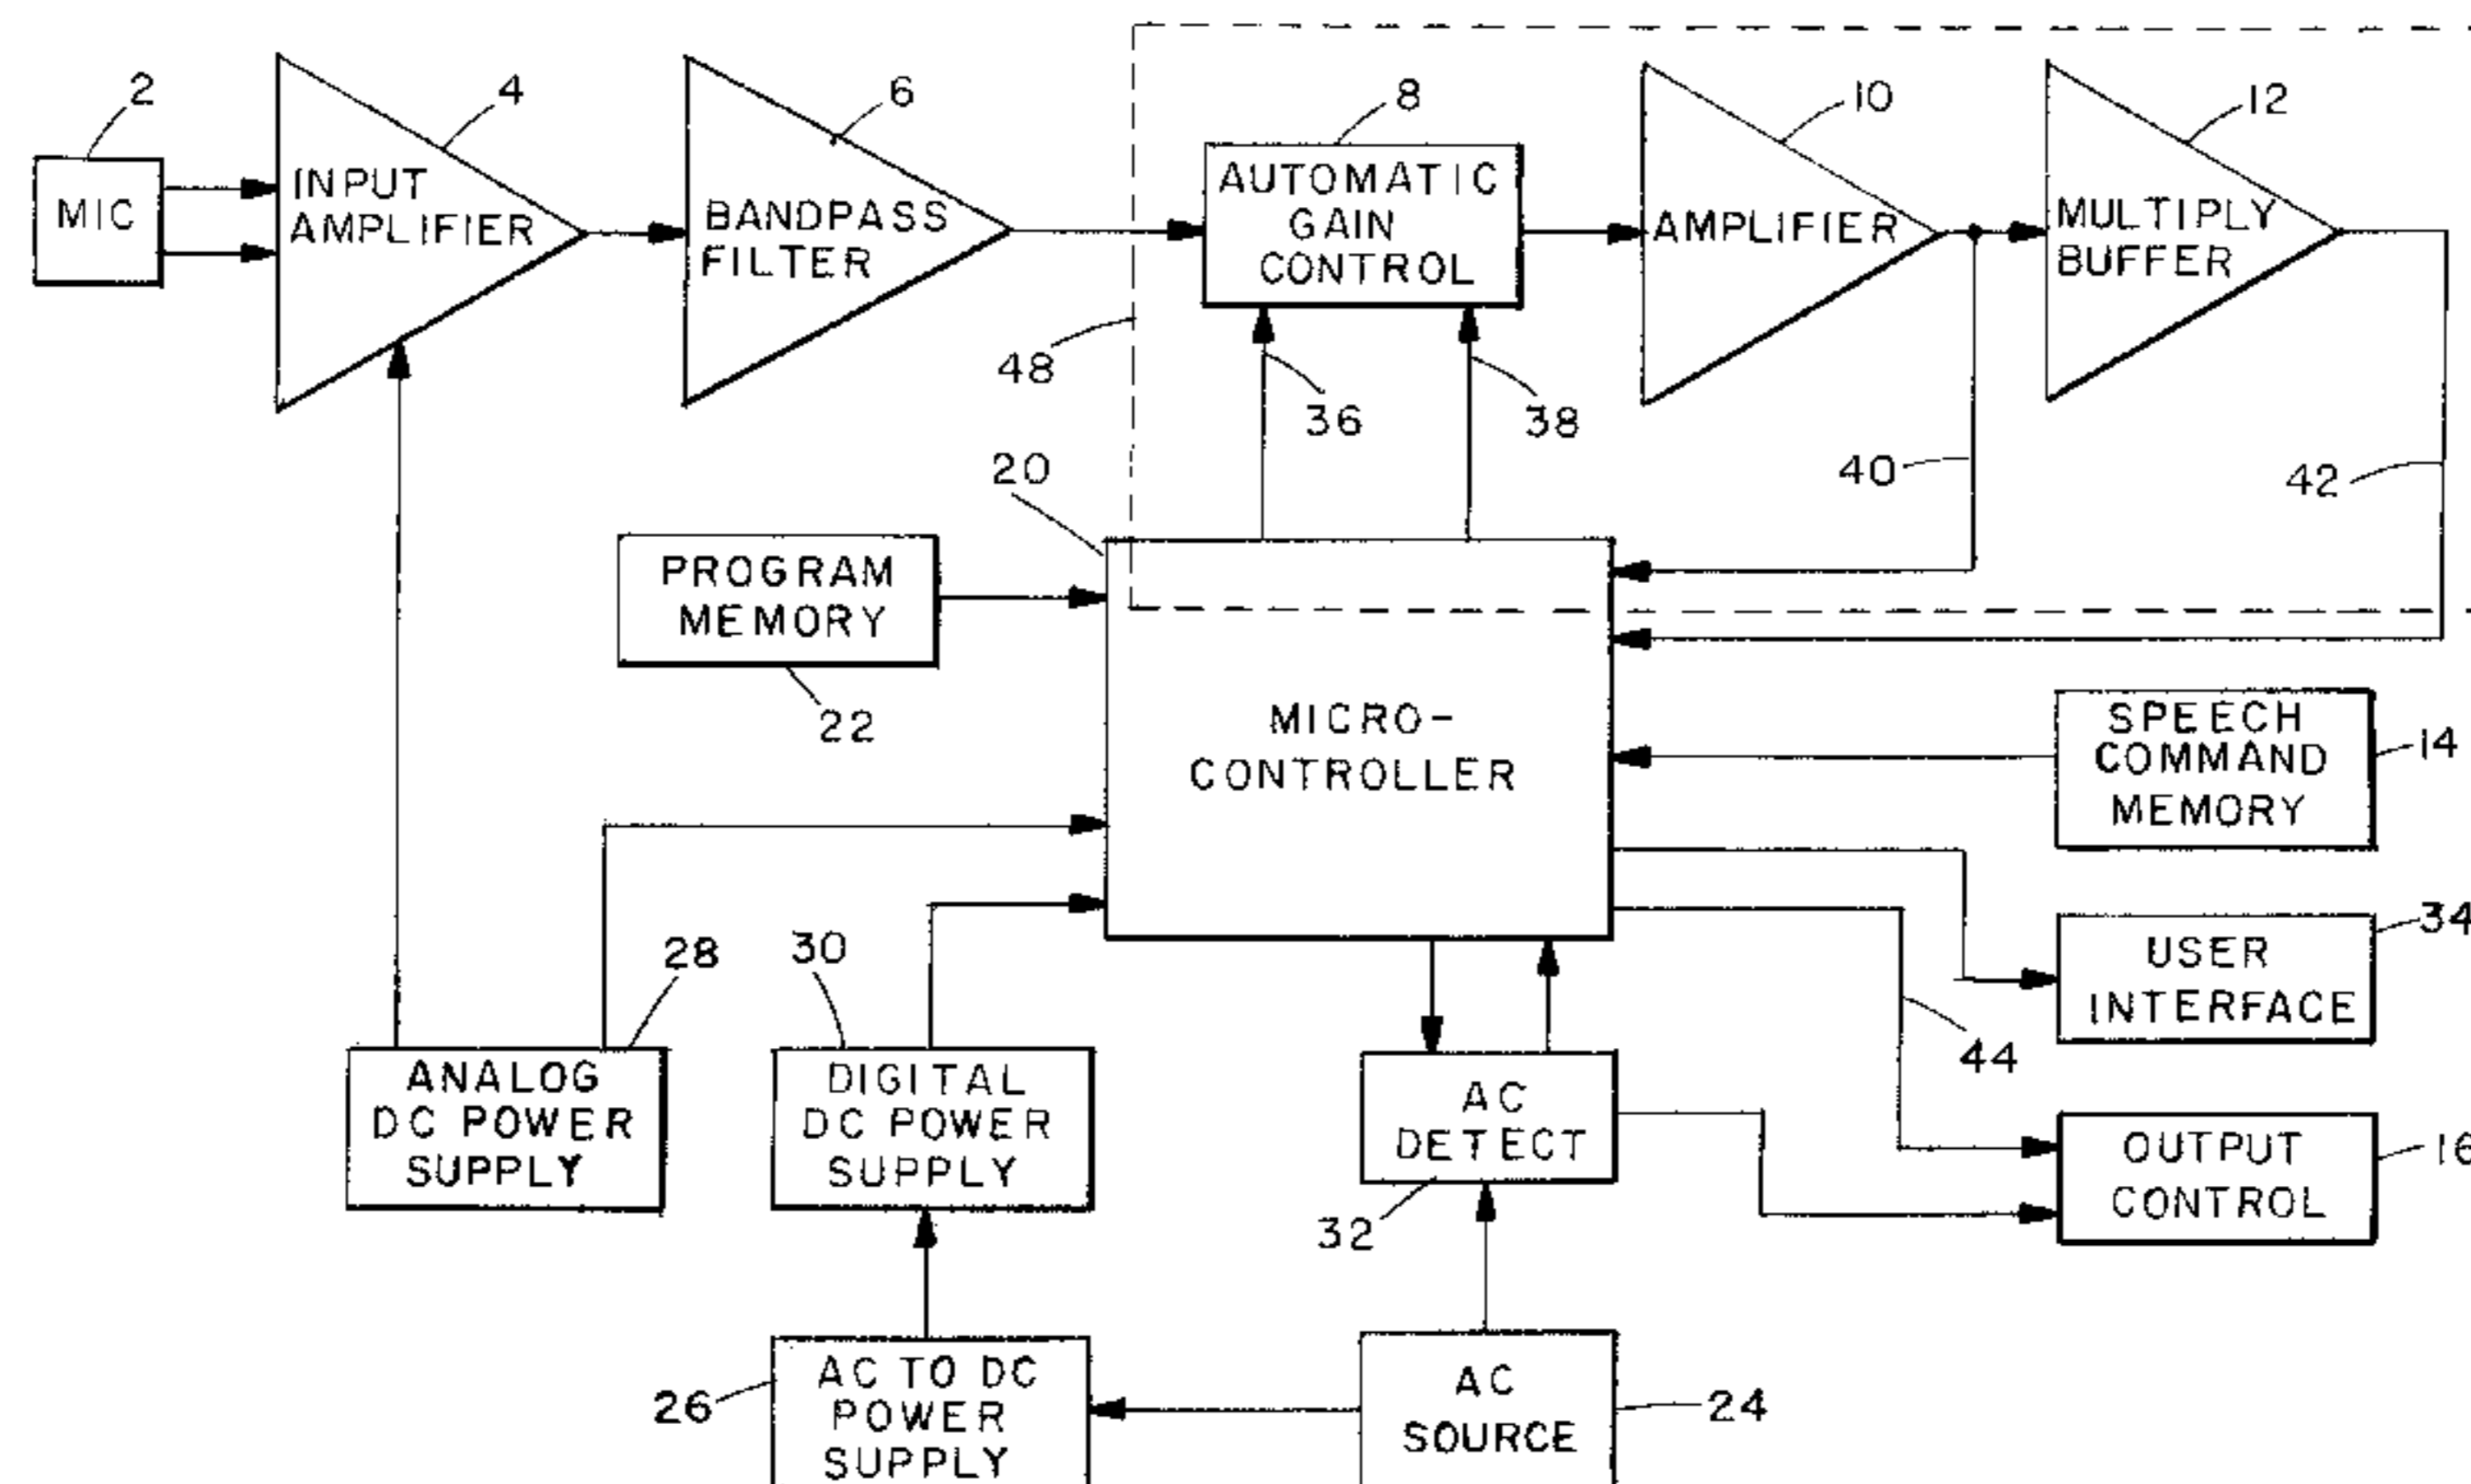 2
4
6
8
10
12
MIC
INPUT
AMPLIFIER
BANDPASS
FILTER
AUTOMATIC
GAIN
CONTROL
AMPLIFIER
MULTIPLY
BUFFER
48
36
38
40
42
20
PROGRAM
MEMORY
22
MICRO-
CONTROLLER
SPEECH
COMMAND
MEMORY
14
28
30
34
USER
INTERFACE
44
ANALOG
DC POWER
SUPPLY
DIGITAL
DC POWER
SUPPLY
AC
DETECT
32
OUTPUT
CONTROL
16
26
AC TO DC
POWER
SUPPLY
AC
SOURCE
24